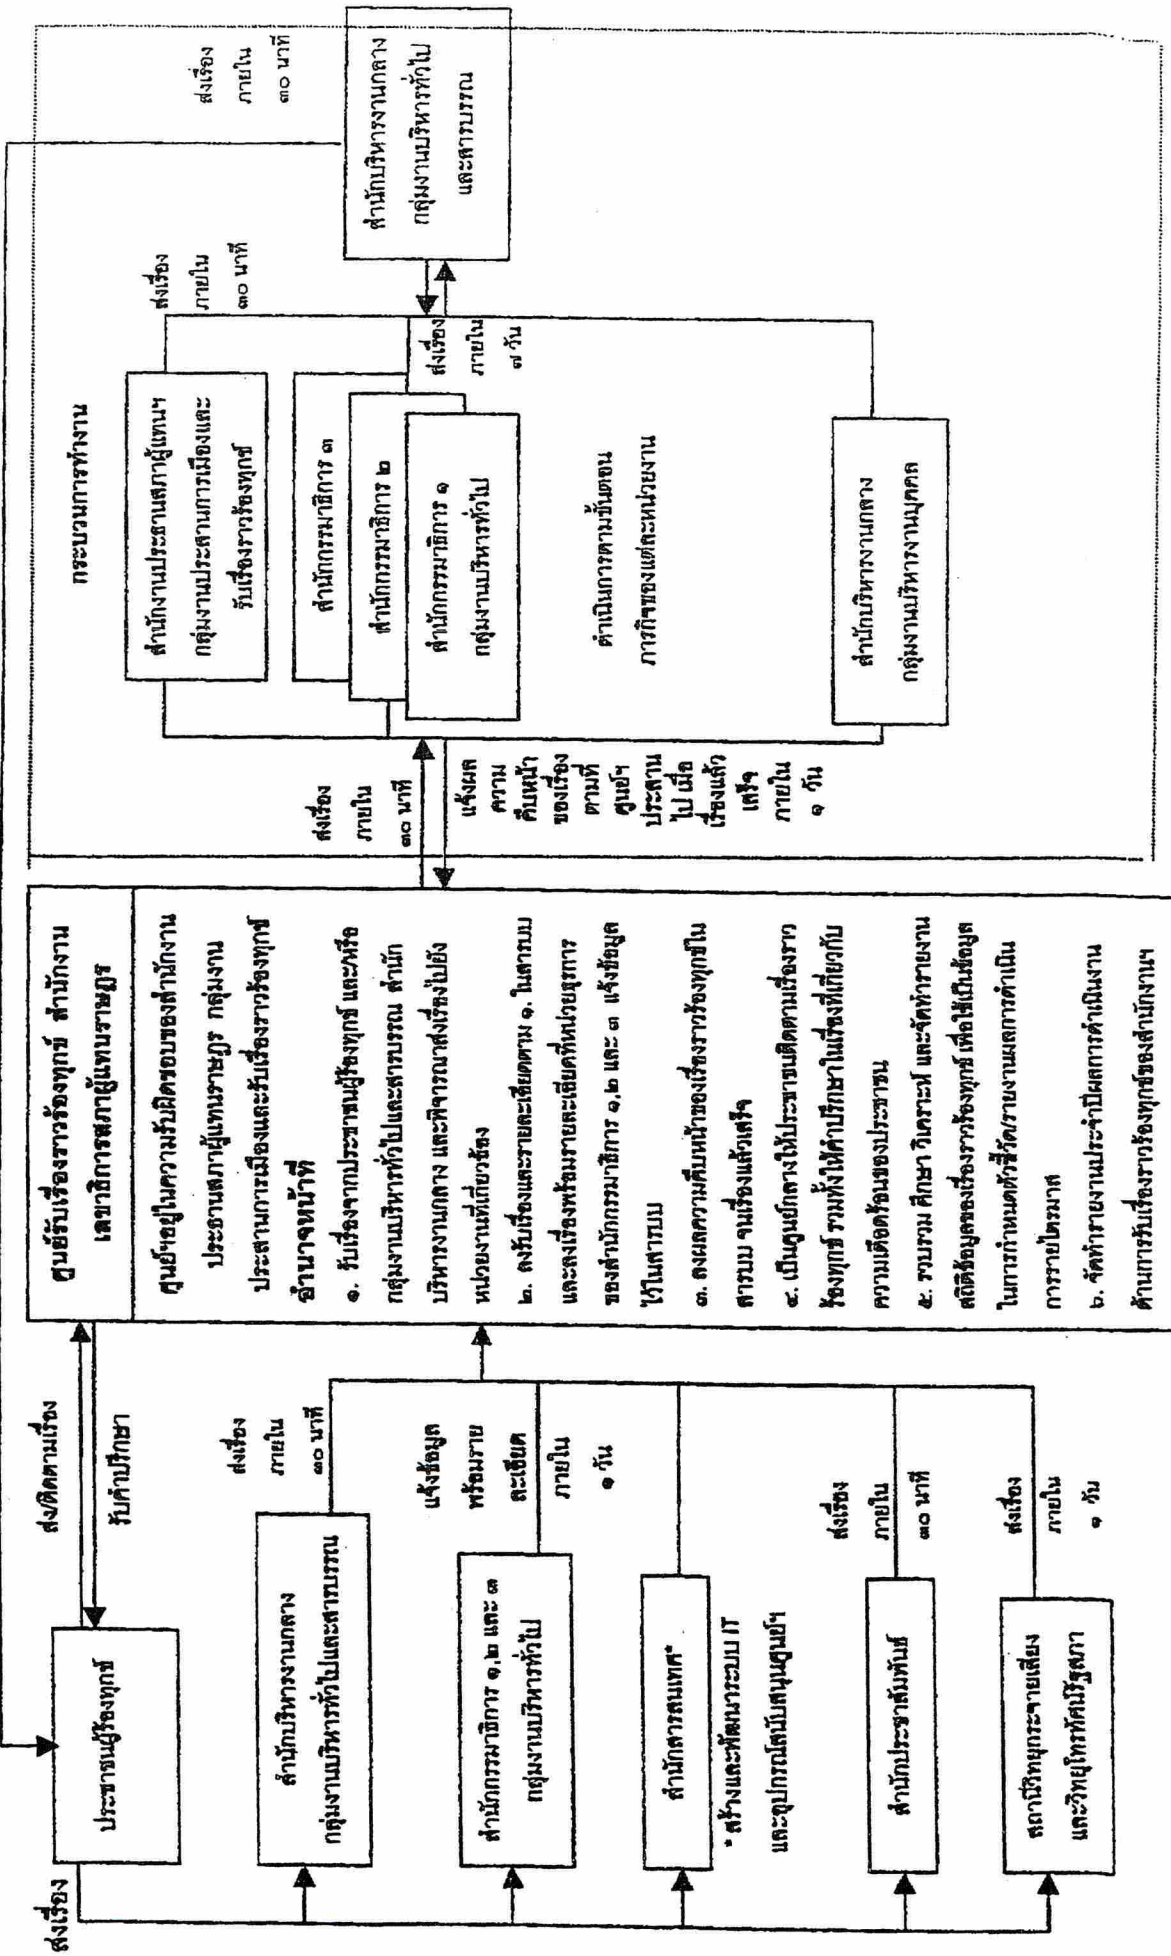 ส่งเรื่อง
ประชาชนผู้ร้องทุกข์
ส่ง/ติดตามเรื่อง
รับคำปรึกษา
สำนักบริหารงานกลาง
กลุ่มงานบริหารทั่วไปและสารบรรณ
ส่งเรื่อง
ภายใน
๓๐ นาที
สำนักกรรมาธิการ ๑,๒ และ ๓
กลุ่มงานบริหารทั่วไป
แจ้งข้อมูล
พร้อมราย
ละเอียด
ภายใน
๑ วัน
สำนักสารสนเทศ*
* สร้างและพัฒนาระบบ IT
และอุปกรณ์สนับสนุนศูนย์ฯ
สำนักประชาสัมพันธ์
ส่งเรื่อง
ภายใน
๓๐ นาที
สถานีวิทยุกระจายเสียง
และวิทยุโทรทัศน์รัฐสภา
ส่งเรื่อง
ภายใน
๑ วัน
ศูนย์รับเรื่องราวร้องทุกข์ สำนักงาน
เลขาธิการสภาผู้แทนราษฎร
ศูนย์ฯอยู่ในความรับผิดชอบของสำนักงาน
ประธานสภาผู้แทนราษฎร กลุ่มงาน
ประสานการเมืองและรับเรื่องราวร้องทุกข์
อำนาจหน้าที่
๑. รับเรื่องจากประชาชนผู้ร้องทุกข์ และ/หรือ
กลุ่มงานบริหารทั่วไปและสารบรรณ สำนัก
บริหารงานกลาง และพิจารณาส่งเรื่องไปยัง
หน่วยงานที่เกี่ยวข้อง
๒. ลงรับเรื่องและรายละเอียดตาม ๑. ในสารบบ
และลงเรื่องพร้อมรายละเอียดที่หน่วยธุรการ
ของสำนักกรรมาธิการ ๑,๒ และ ๓ แจ้งข้อมูล
ไว้ในสารบบ
๓. ลงผลความคืบหน้าของเรื่องราวร้องทุกข์ใน
สารบบ จนเรื่องแล้วเสร็จ
๔. เป็นศูนย์กลางให้ประชาชนติดตามเรื่องราว
ร้องทุกข์ รวมทั้งให้คำปรึกษาในเรื่องที่เกี่ยวกับ
ความเดือดร้อนของประชาชน
๕. รวบรวม ศึกษา วิเคราะห์ และจัดทำรายงาน
สถิติข้อมูลของเรื่องราวร้องทุกข์ เพื่อใช้เป็นข้อมูล
ในการกำหนดตัวชี้วัด/รายงานผลการดำเนิน
การรายไตรมาส
๖. จัดทำรายงานประจำปีผลการดำเนินงาน
ด้านการรับเรื่องราวร้องทุกข์ของสำนักงานฯ
กระบวนการทำงาน
ส่งเรื่อง
ภายใน
๓๐ นาที
แจ้งผล
ความ
คืบหน้า
ของเรื่อง
ตามที่
ศูนย์ฯ
ประสาน
ไป เมื่อ
เรื่องแล้ว
เสร็จ
ภายใน
๑ วัน
สำนักงานประธานสภาผู้แทนฯ
กลุ่มงานประสานการเมืองและ
รับเรื่องราวร้องทุกข์
สำนักกรรมาธิการ ๓
สำนักกรรมาธิการ ๒
สำนักกรรมาธิการ ๑
กลุ่มงานบริหารทั่วไป
ดำเนินการตามขั้นตอน
ภารกิจของแต่ละหน่วยงาน
สำนักบริหารงานกลาง
กลุ่มงานบริหารงานบุคคล
ส่งเรื่อง
ภายใน
๓๐ นาที
ส่งเรื่อง
ภายใน
๗ วัน
สำนักบริหารงานกลาง
กลุ่มงานบริหารทั่วไป
และสารบรรณ
ส่งเรื่อง
ภายใน
๓๐ นาที